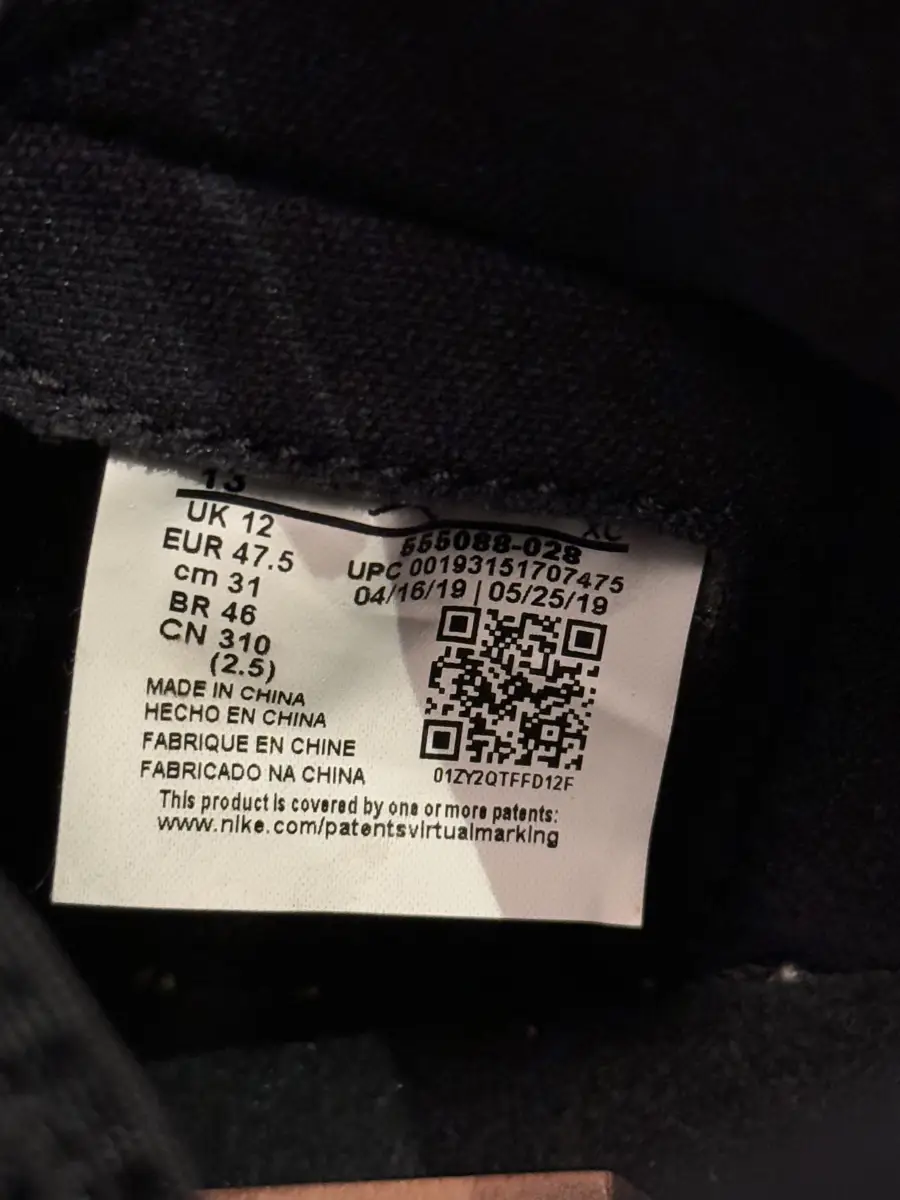 13
XC
UK 12
EUR 47.5
cm 31
BR 46
CN 310
(2.5)
555088-028
UPC 00193151707475
04/16/19 | 05/25/19
MADE IN CHINA
HECHO EN CHINA
FABRIQUE EN CHINE
FABRICADO NA CHINA
01ZY2QTFFD12F
This product is covered by one or more patents:
www.nike.com/patentsvirtualmarking